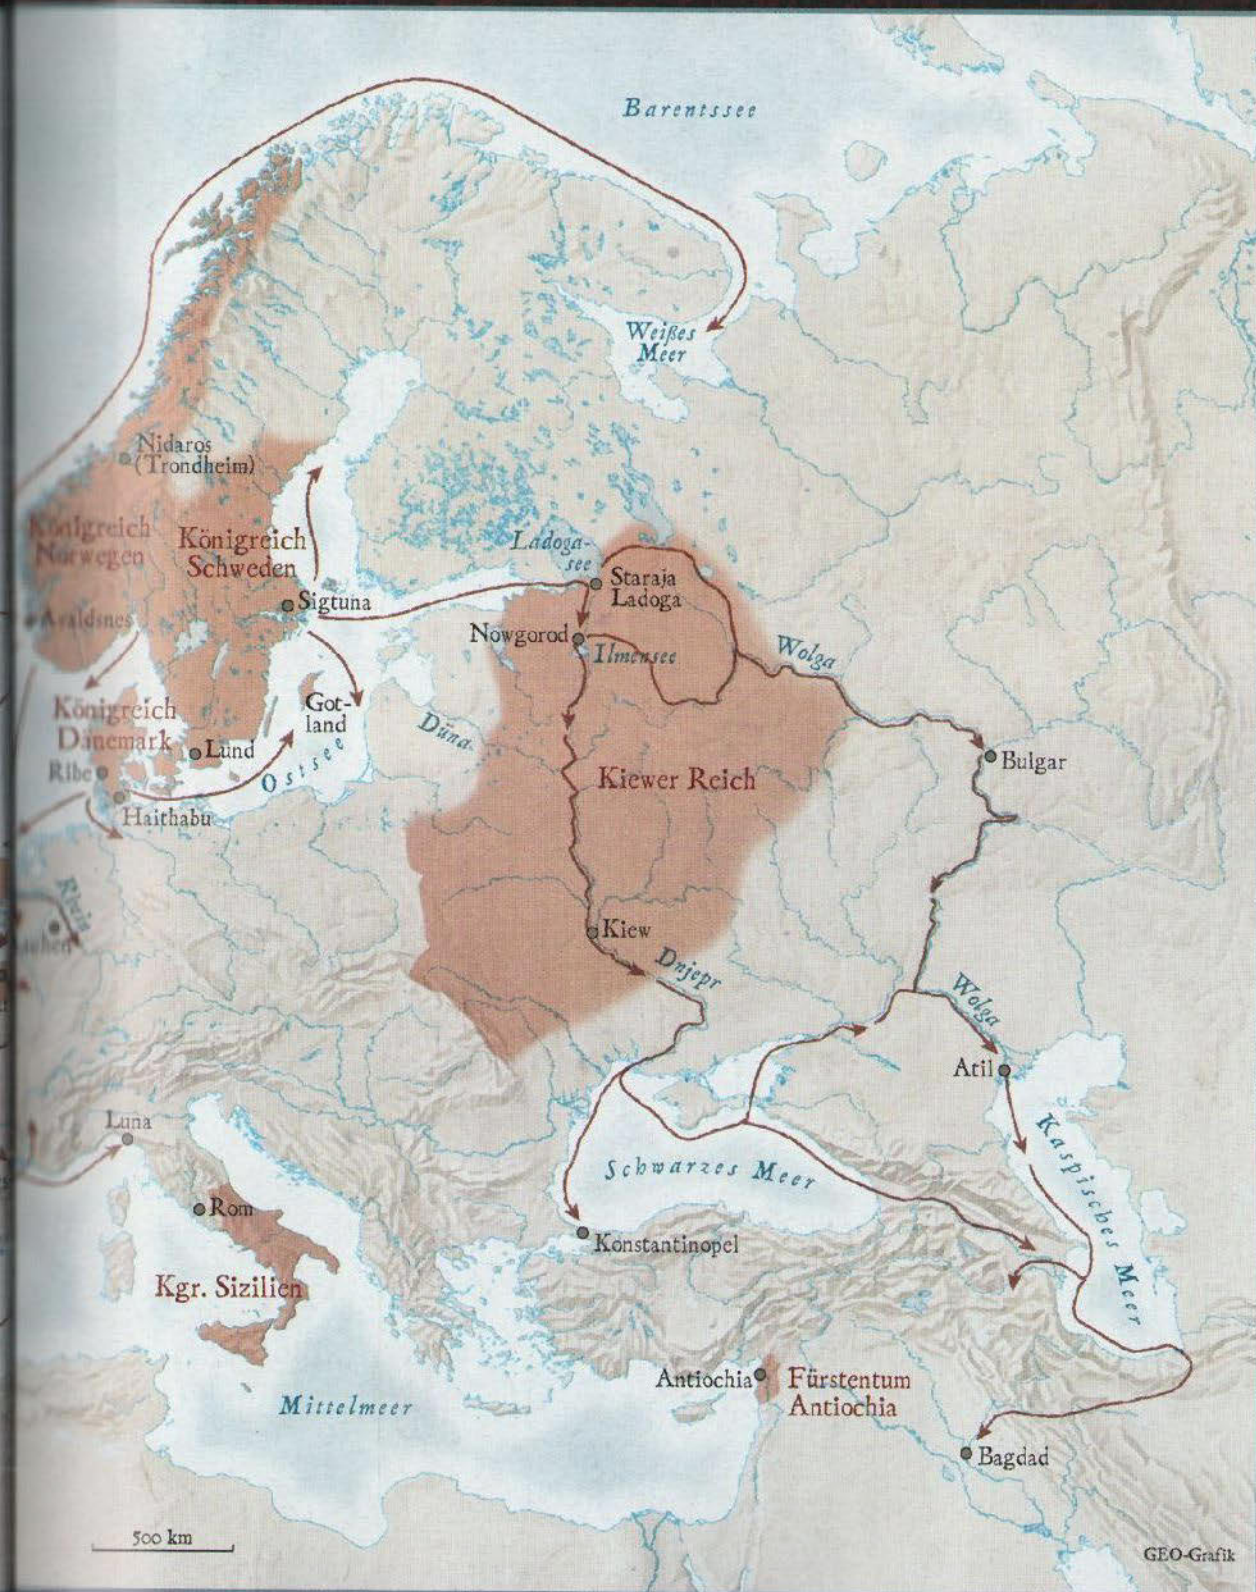 Barentssee
Weißes
Meer
Nidaros
(Trondheim)
Königreich
Norwegen
Königreich
Schweden
Ladoga-
see
Staraja
Ladoga
Sigtuna
Avaldsnes
Nowgorod
Ilmensee
Wolga
Königreich
Dänemark
Got-
land
Düna
Lund
Ostsee
Ribe
Haithabu
Bulgar
Kiewer Reich
Rhein
Kiew
Dnjepr
Wolga
Atil
Luna
Kaspisches Meer
Schwarzes Meer
Rom
Konstantinopel
Kgr. Sizilien
Antiochia
Fürstentum
Antiochia
Mittelmeer
Bagdad
500 km
GEO-Grafik